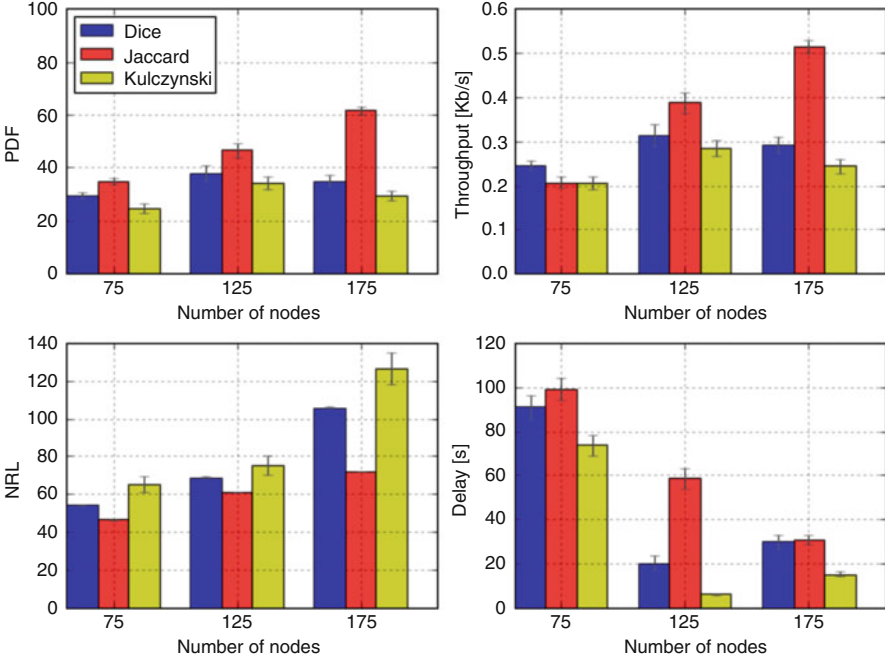 100
80
60
40
20
0
PDF
Dice
Jaccard
Kulczynski
75 125 175
Number of nodes
0.6
0.5
0.4
0.3
0.2
0.1
0.0
Throughput [Kb/s]
75 125 175
Number of nodes
140
120
100
80
60
40
20
0
NRL
75 125 175
Number of nodes
120
100
80
60
40
20
0
Delay [s]
75 125 175
Number of nodes